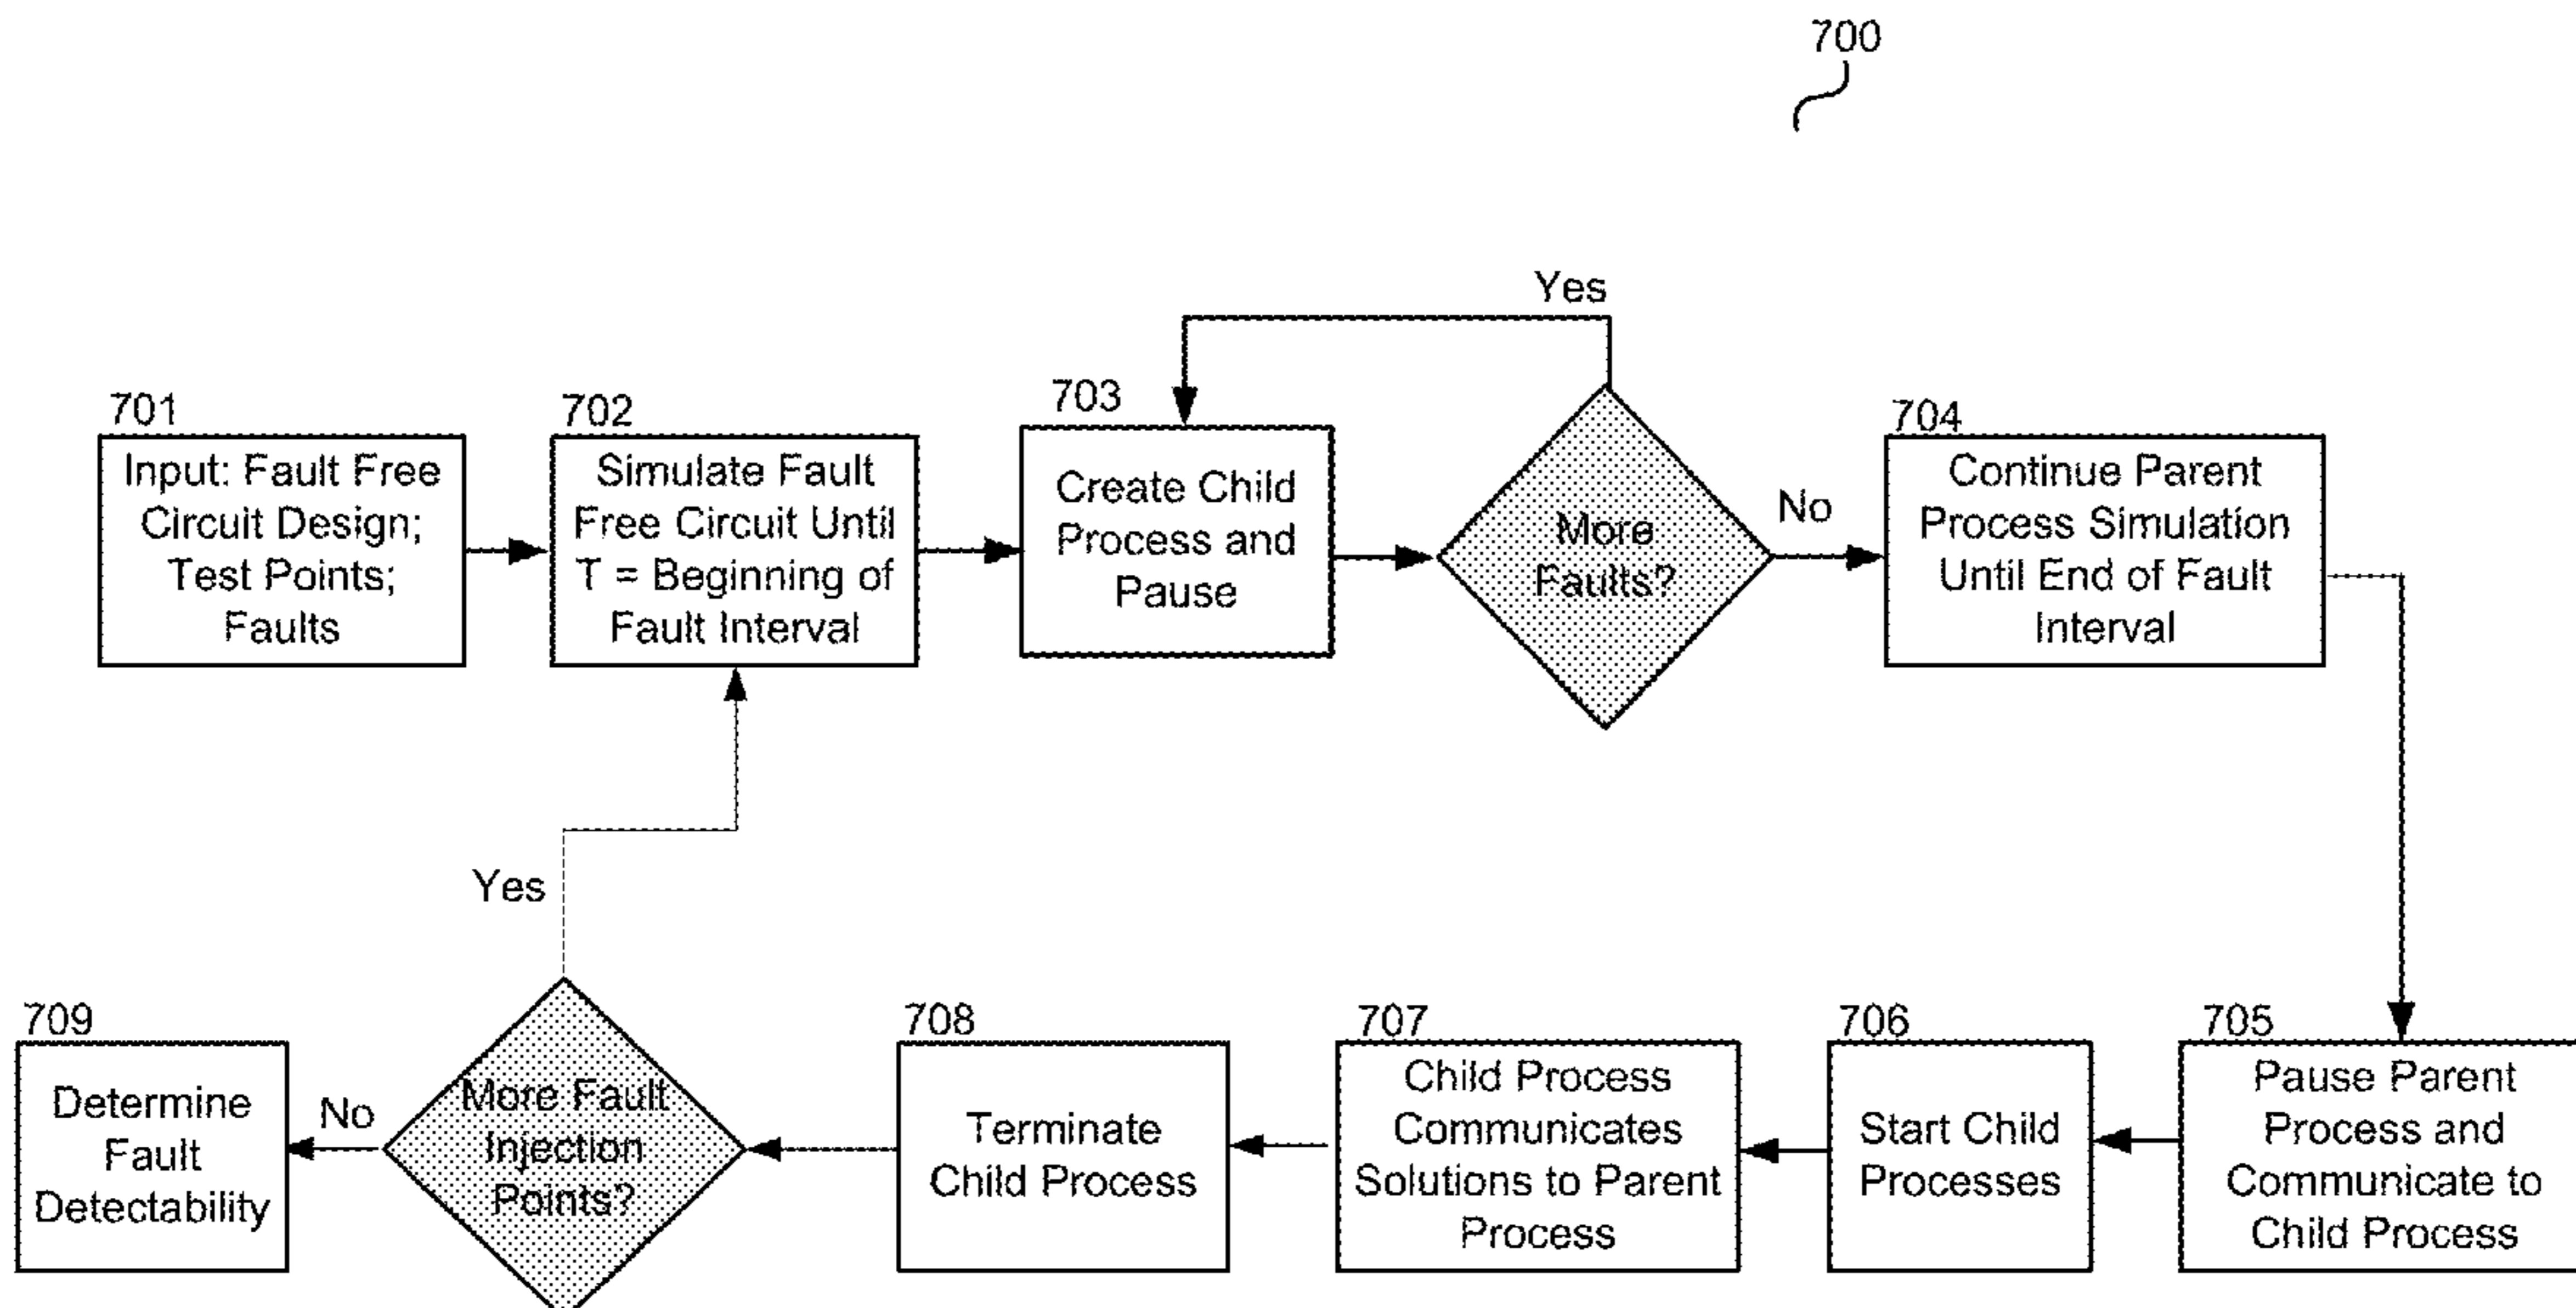 700
Yes
701
Input: Fault Free
Circuit Design;
Test Points;
Faults
702
Simulate Fault
Free Circuit Until
T = Beginning of
Fault Interval
703
Create Child
Process and
Pause
More
Faults?
No
704
Continue Parent
Process Simulation
Until End of Fault
Interval
Yes
709
Determine
Fault
Detectability
No
More Fault
Injection
Points?
708
Terminate
Child Process
707
Child Process
Communicates
Solutions to Parent
Process
706
Start Child
Processes
705
Pause Parent
Process and
Communicate to
Child Process